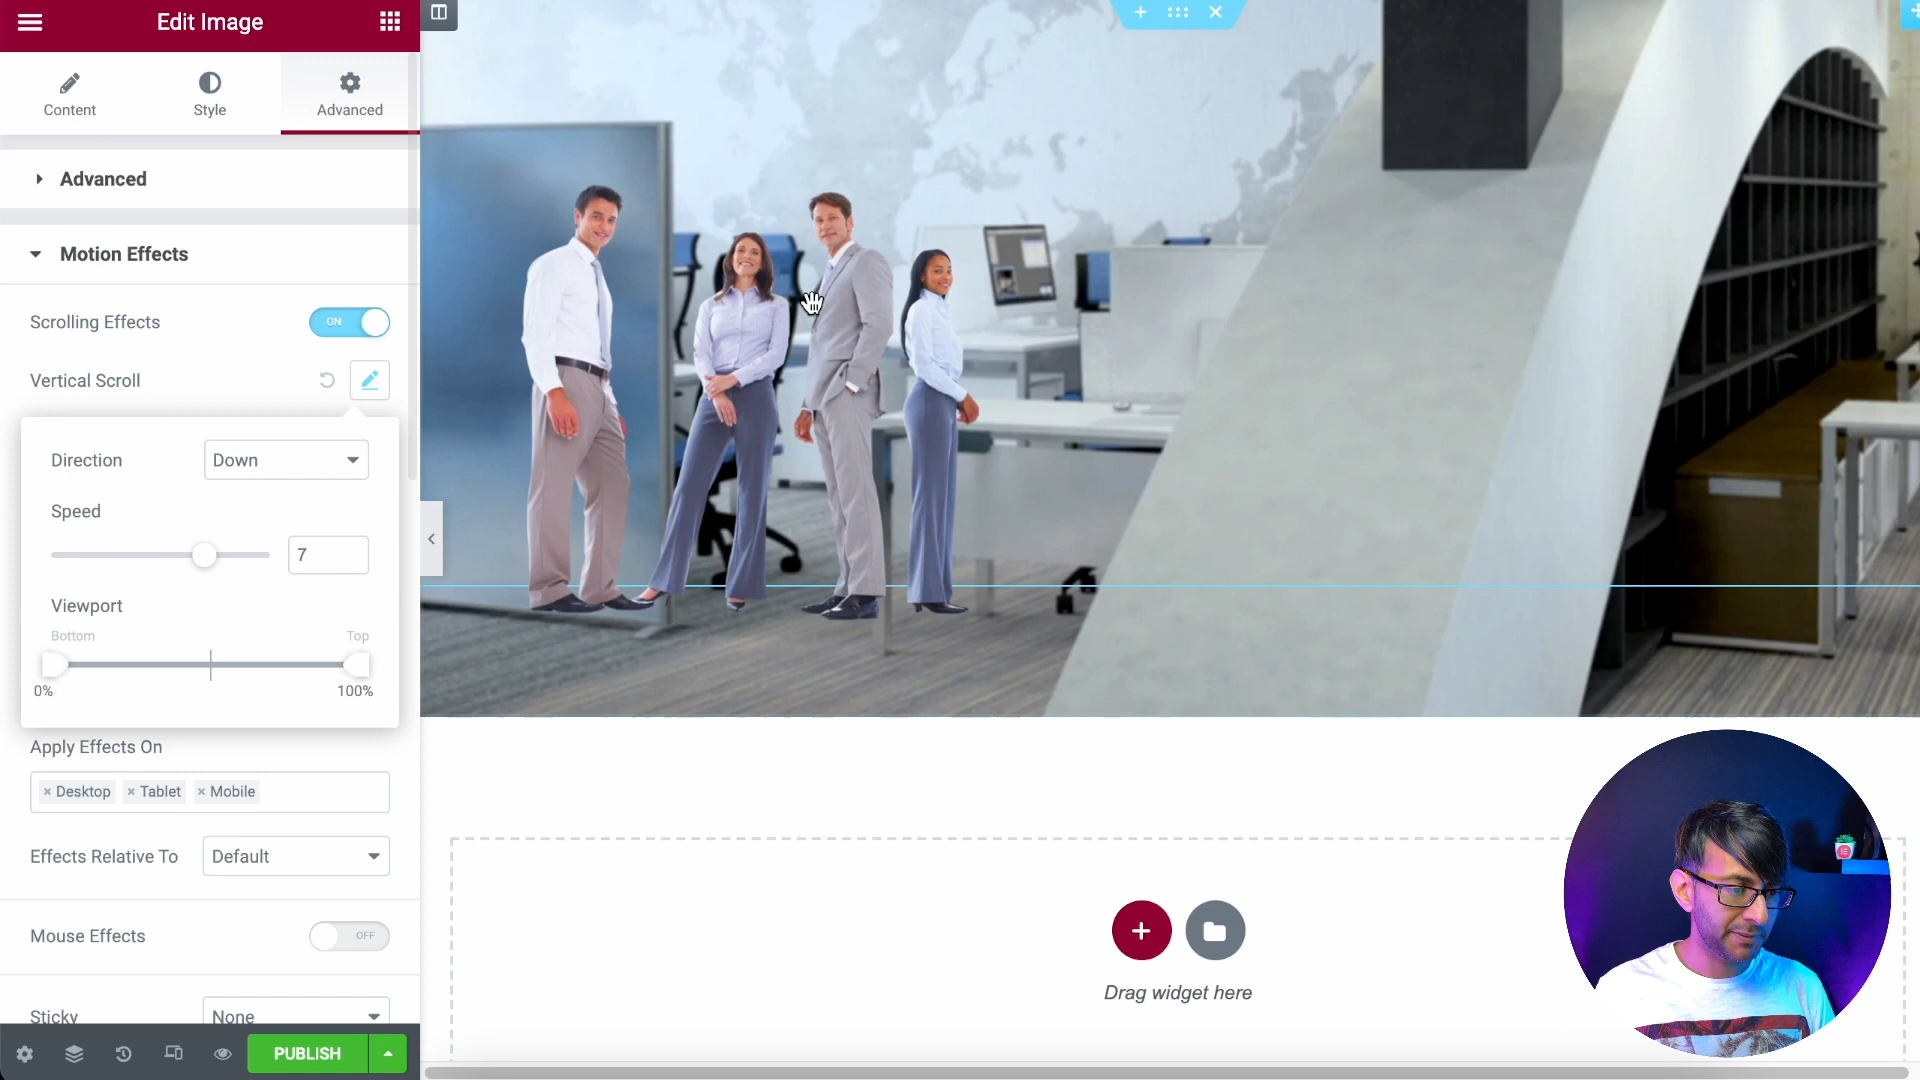 Edit Image
Content
Style
Advanced
Advanced
Motion Effects
Scrolling Effects
ON
Vertical Scroll
Direction
Down
Speed
7
Viewport
Bottom
Top
0%
100%
Apply Effects On
× Desktop × Tablet × Mobile
Effects Relative To
Default
Mouse Effects
OFF
Sticky
None
PUBLISH
Drag widget here